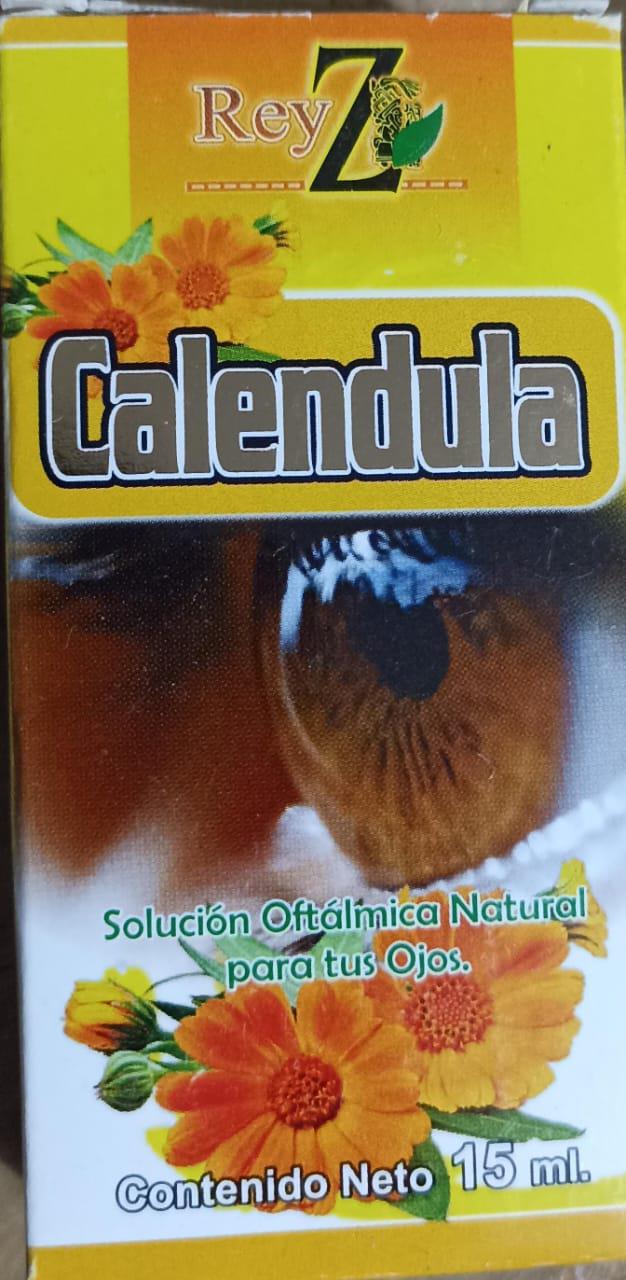 Rey Z
Calendula
Solución Oftálmica Natural
para tus Ojos.
Contenido Neto 15 ml.